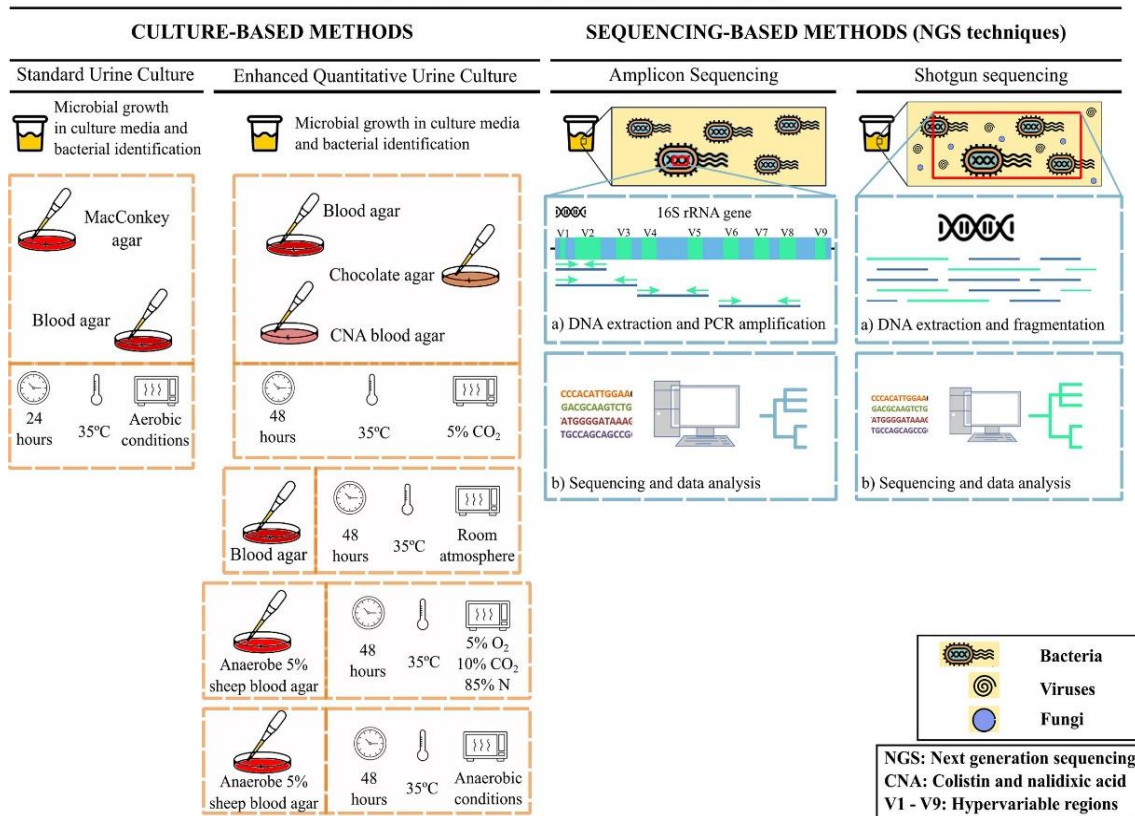 CULTURE-BASED METHODS
Standard Urine Culture
Microbial growth
in culture media and
bacterial identification
MacConkey
agar
Blood agar
24
hours
35ºC
Aerobic
conditions
Enhanced Quantitative Urine Culture
Microbial growth in culture media
and bacterial identification
Blood agar
Chocolate agar
CNA blood agar
48
hours
35ºC
5% CO₂
Blood agar
48
hours
35ºC
Room
atmosphere
Anaerobe 5%
sheep blood agar
48
hours
35ºC
5% O₂
10% CO₂
85% N
Anaerobe 5%
sheep blood agar
48
hours
35ºC
Anaerobic
conditions
SEQUENCING-BASED METHODS (NGS techniques)
Amplicon Sequencing
16S rRNA gene
V1 V2 V3 V4 V5 V6 V7 V8 V9
a) DNA extraction and PCR amplification
CCCACATTGGAA
GACGCAAGTCTG
ATGGGGATAAA
TGCCAGCAGCCG
b) Sequencing and data analysis
Shotgun sequencing
a) DNA extraction and fragmentation
CCCACATTGGAA
GACGCAAGTCTG
ATGGGGATAAA
TGCCAGCAGCCG
b) Sequencing and data analysis
Bacteria
Viruses
Fungi
NGS: Next generation sequencing
CNA: Colistin and nalidixic acid
V1 - V9: Hypervariable regions